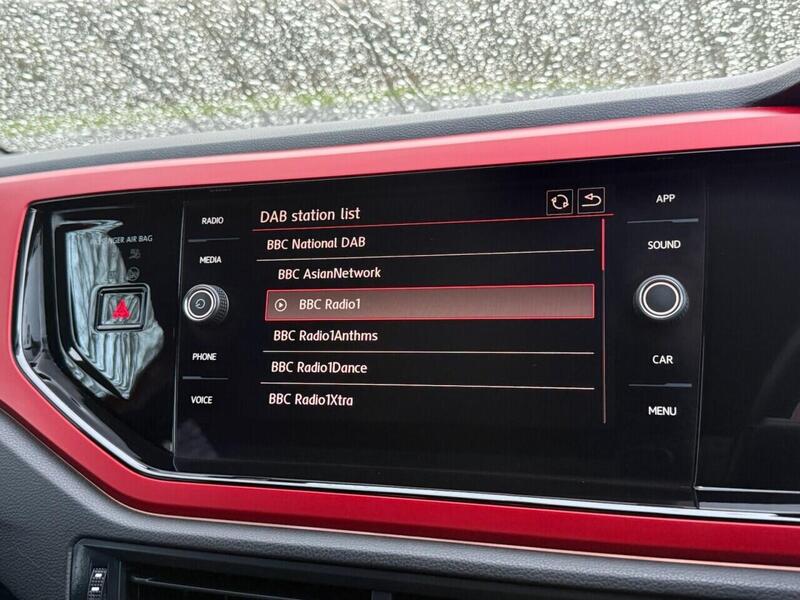 PASSENGER AIR BAG
RADIO
MEDIA
PHONE
VOICE
DAB station list
BBC National DAB
BBC AsianNetwork
BBC Radio1
BBC Radio1Anthms
BBC Radio1Dance
BBC Radio1Xtra
APP
SOUND
CAR
MENU